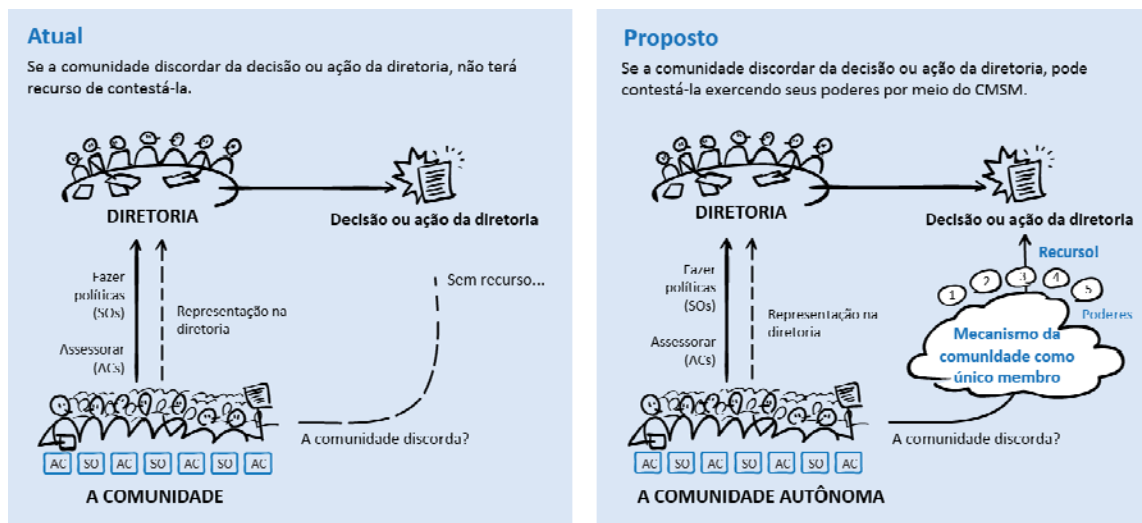 Atual
Se a comunidade discordar da decisão ou ação da diretoria, não terá
recurso de contestá-la.
DIRETORIA
Decisão ou ação da diretoria
Fazer
políticas
(SOs)
Representação na
diretoria
Assessorar
(ACs)
Sem recurso...
A comunidade discorda?
AC SO AC SO AC SO AC
A COMUNIDADE
Proposto
Se a comunidade discordar da decisão ou ação da diretoria, pode
contestá-la exercendo seus poderes por meio do CMSM.
DIRETORIA
Decisão ou ação da diretoria
Recursol
1 2 3 4 5
Poderes
Fazer
políticas
(SOs)
Representação na
diretoria
Assessorar
(ACs)
Mecanismo da
comunidade como
único membro
A comunidade discorda?
AC SO AC SO AC SO AC
A COMUNIDADE AUTÔNOMA